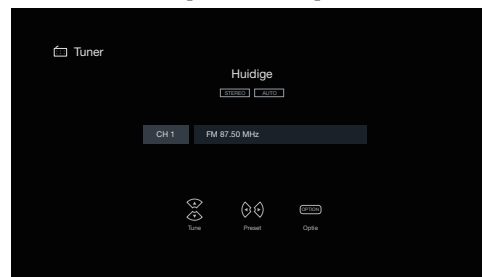 Tuner
Huidige
STEREO AUTO
CH 1 FM 87.50 MHz
OPTION
Tune Preset Optie